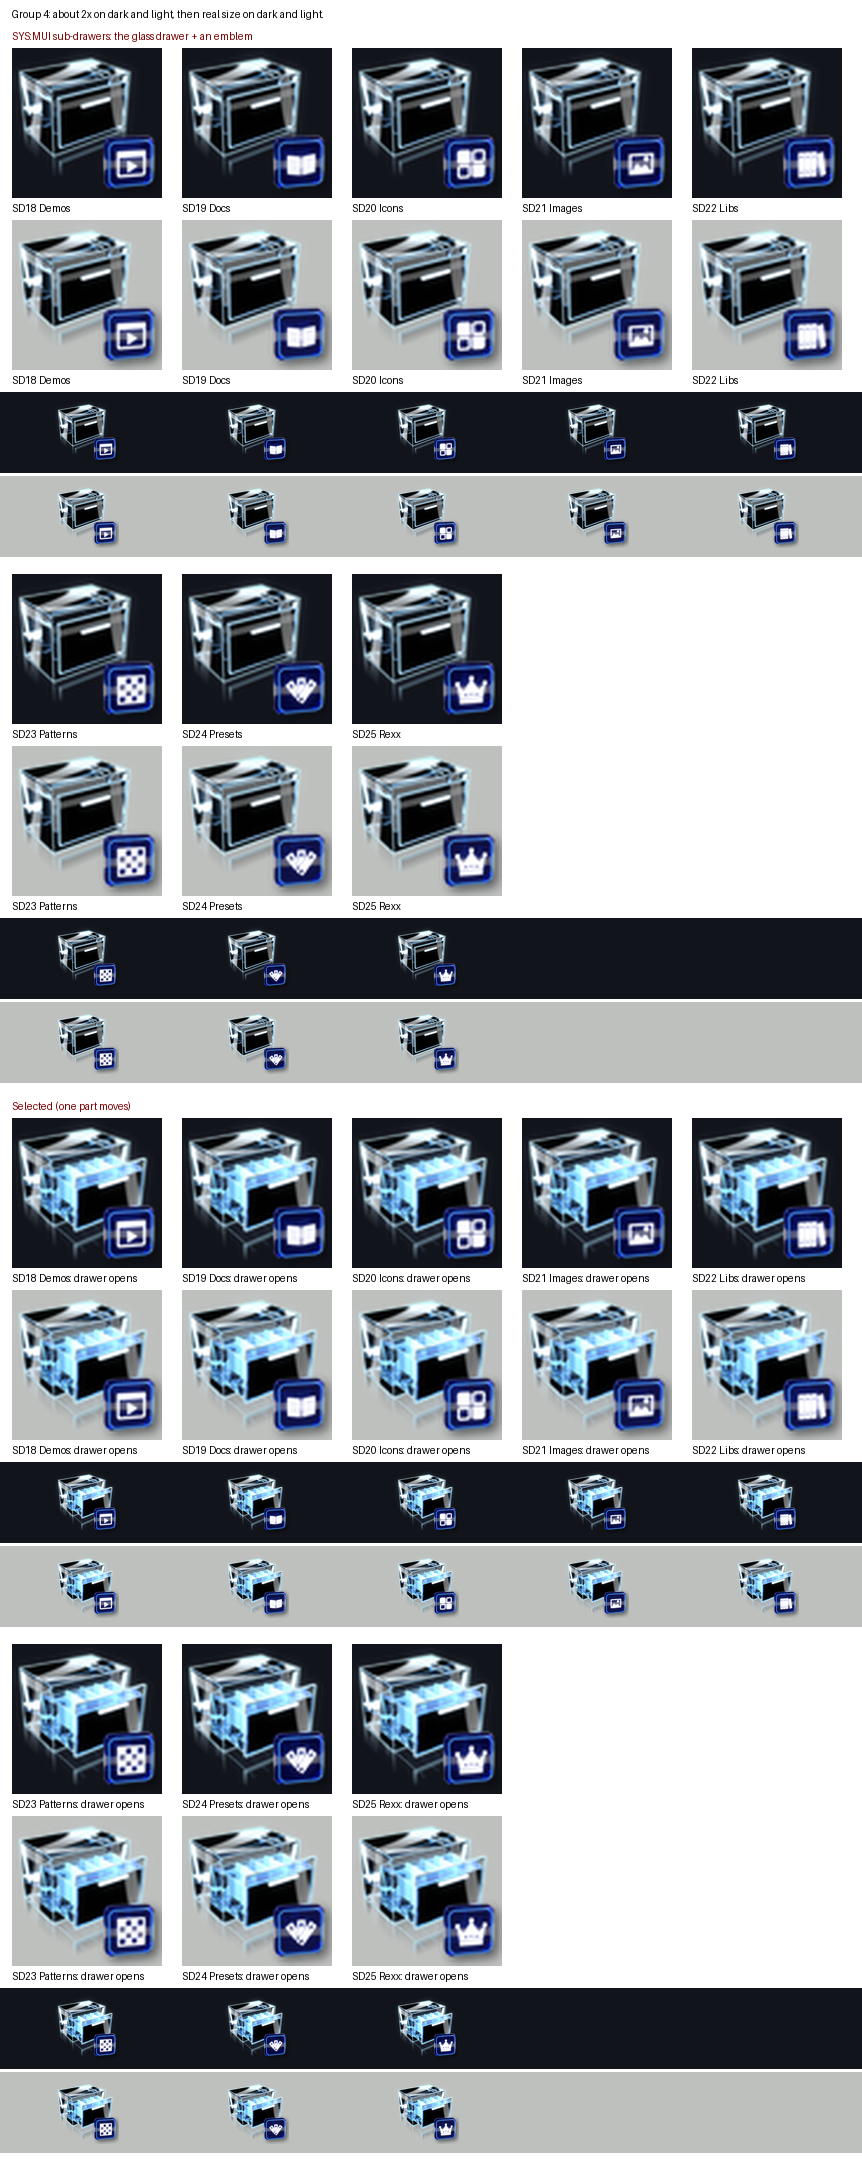 Group 4: about 2x on dark and light, then real size on dark and light.
SYS:MUI sub-drawers: the glass drawer + an emblem
SD18 Demos SD19 Docs SD20 Icons SD21 Images SD22 Libs
SD18 Demos SD19 Docs SD20 Icons SD21 Images SD22 Libs
SD23 Patterns SD24 Presets SD25 Rexx
SD23 Patterns SD24 Presets SD25 Rexx
Selected (one part moves)
SD18 Demos: drawer opens SD19 Docs: drawer opens SD20 Icons: drawer opens SD21 Images: drawer opens SD22 Libs: drawer opens
SD18 Demos: drawer opens SD19 Docs: drawer opens SD20 Icons: drawer opens SD21 Images: drawer opens SD22 Libs: drawer opens
SD23 Patterns: drawer opens SD24 Presets: drawer opens SD25 Rexx: drawer opens
SD23 Patterns: drawer opens SD24 Presets: drawer opens SD25 Rexx: drawer opens